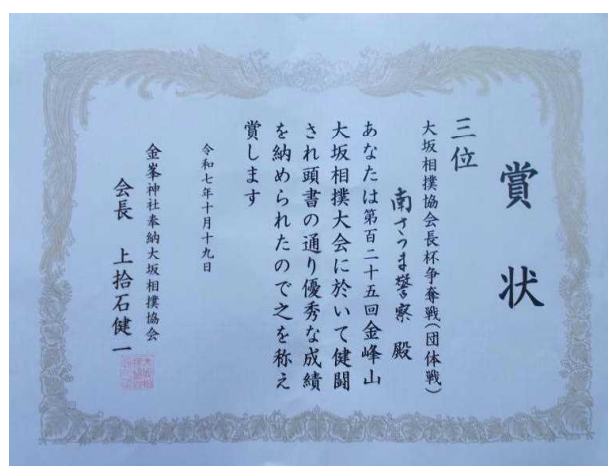 賞状
三位
大坂相撲協会長杯争奪戦(団体戦)
南さつま警察 殿
あなたは第百二十五回金峰山
大坂相撲大会に於いて健闘
され頭書の通り優秀な成績
を納められたので之を称え
賞します
令和七年十月十九日
金峯神社奉納大坂相撲協会
会長 上拾石健一